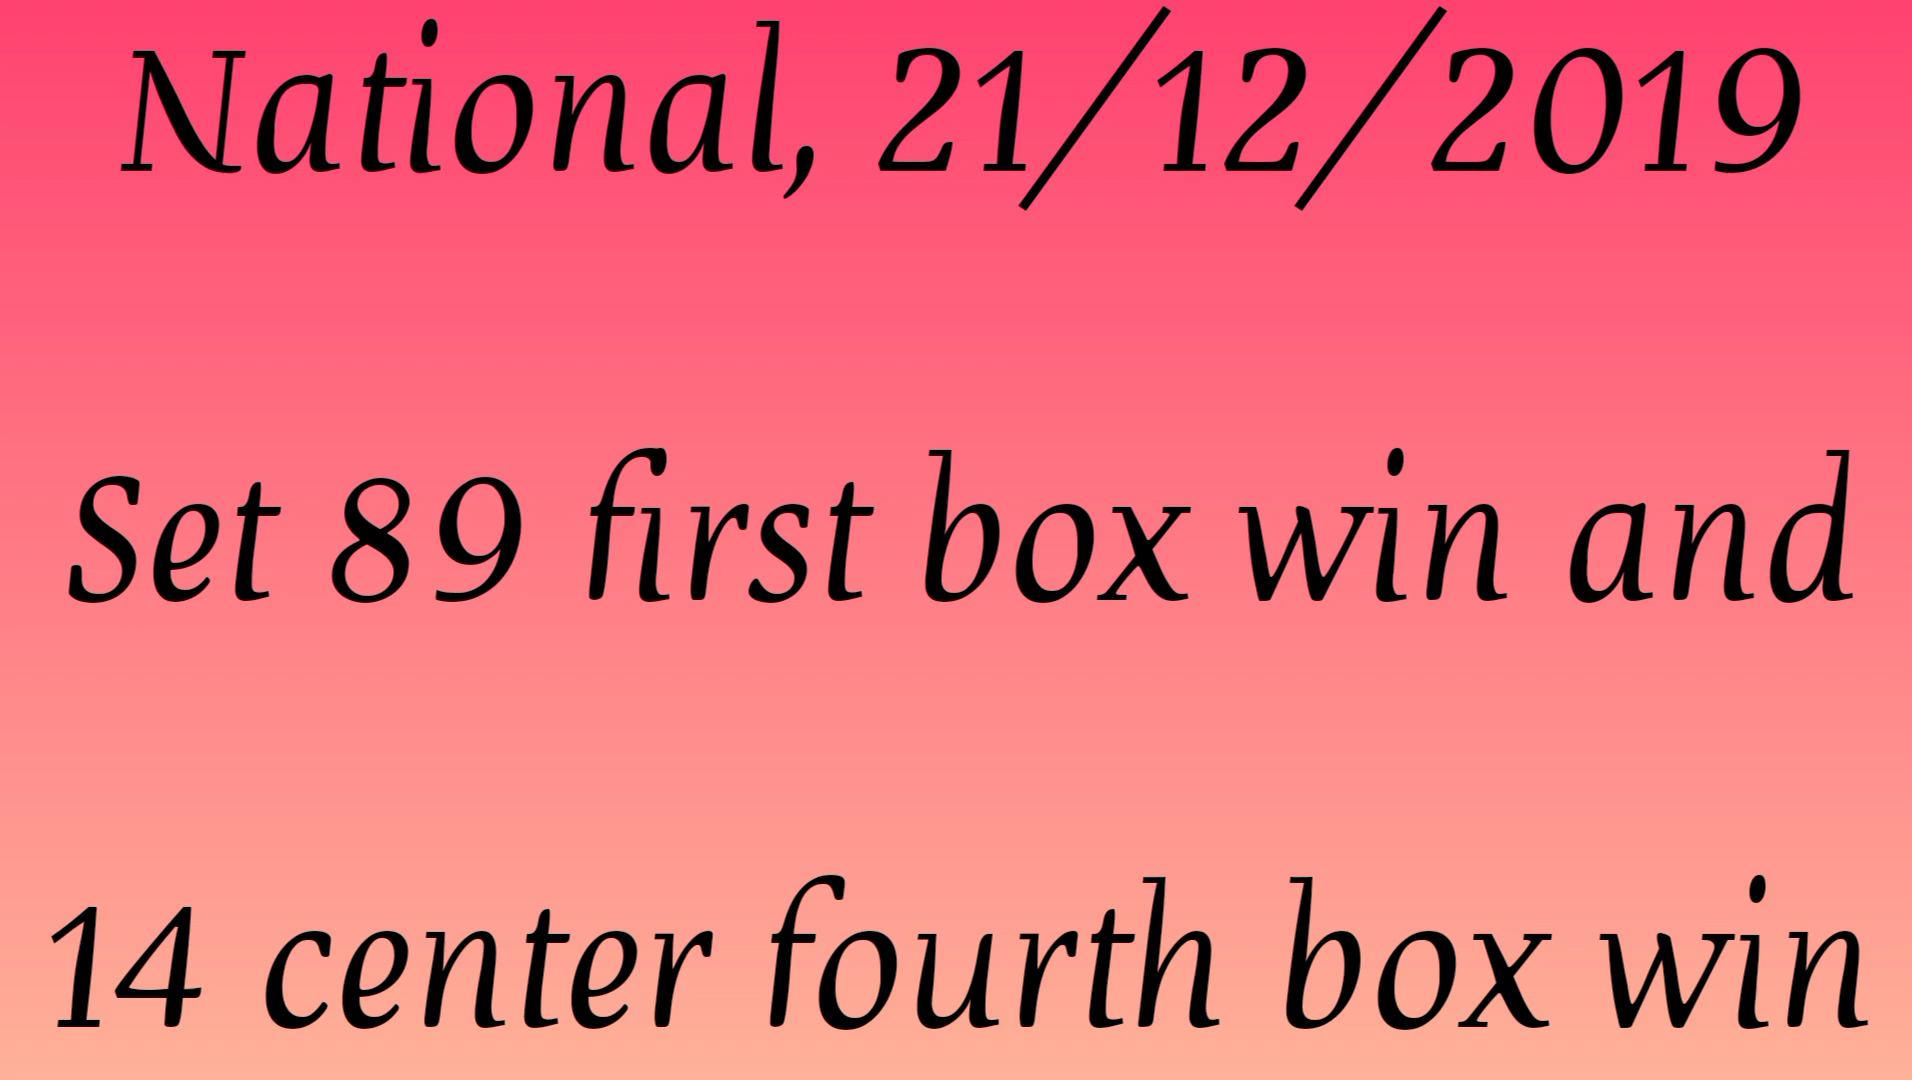 National, 21/12/2019
Set 89 first box win and
14 center fourth box win